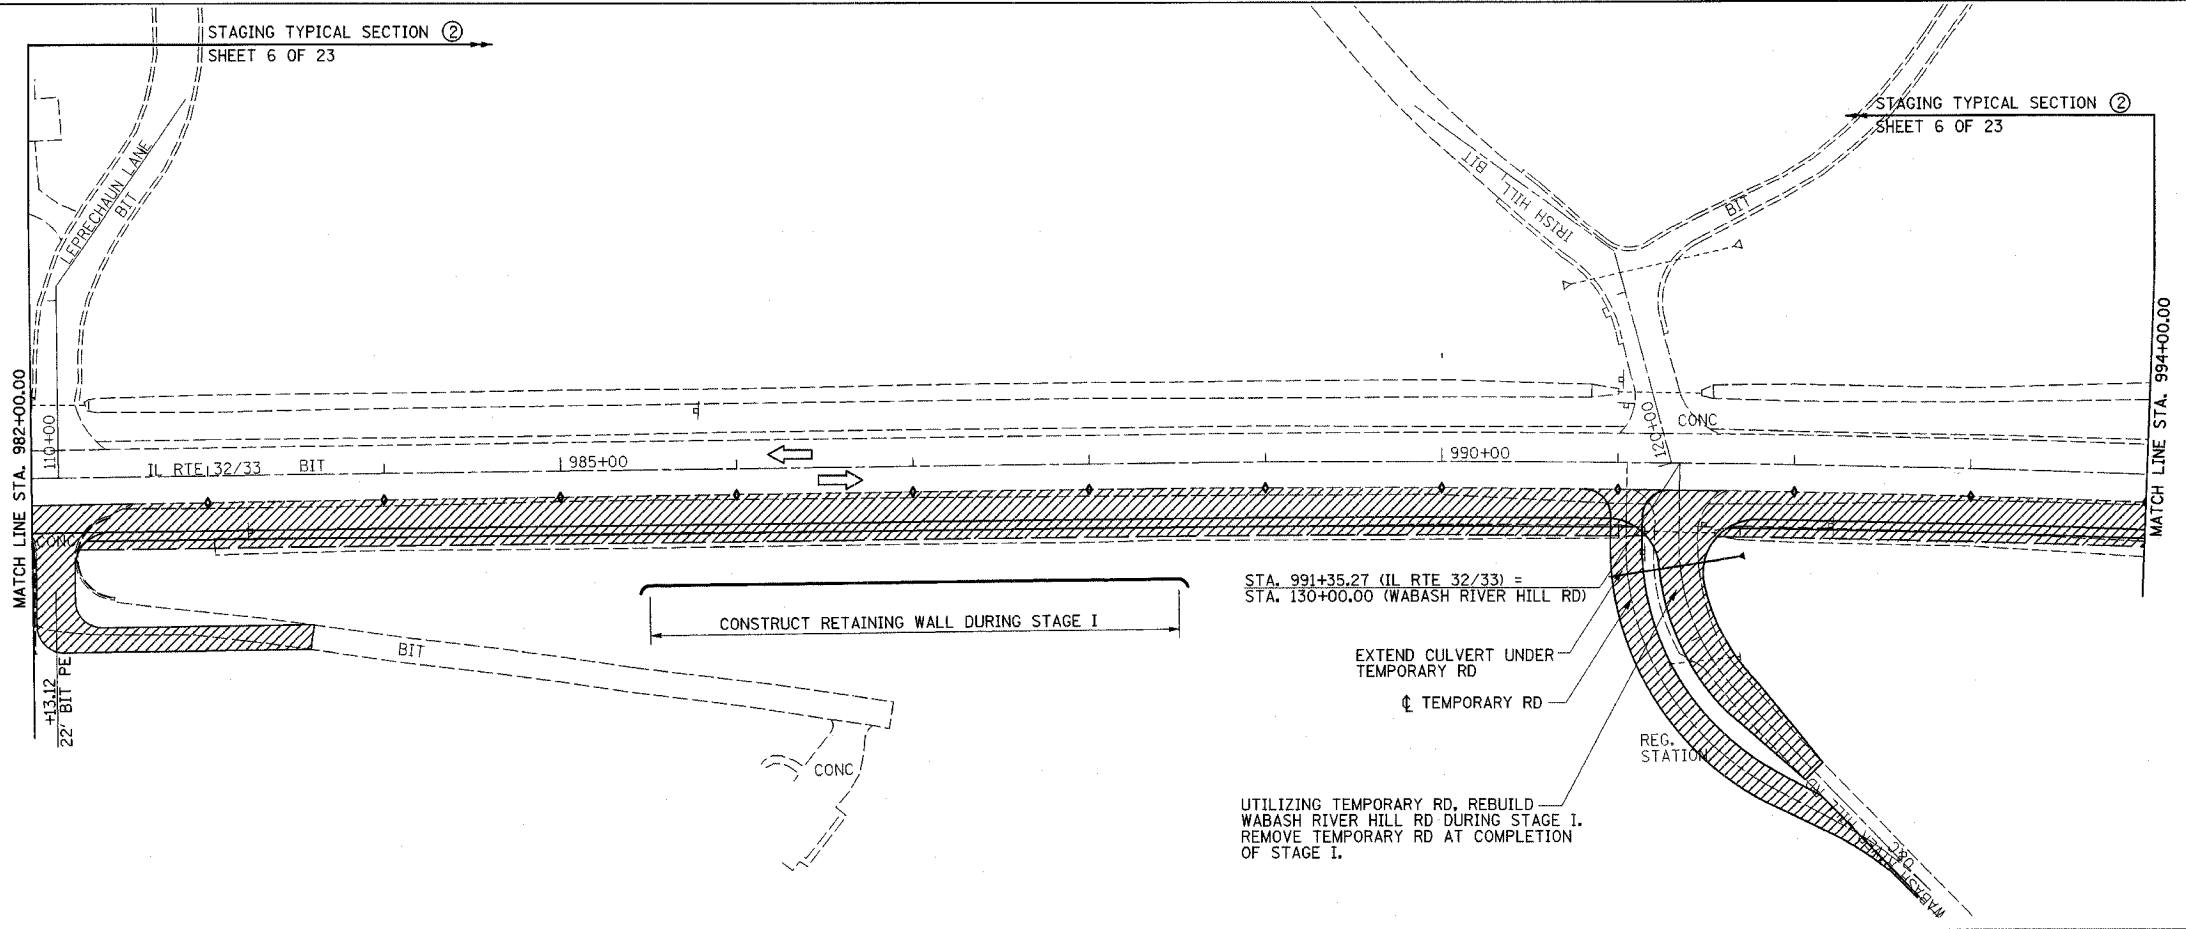 STAGING TYPICAL SECTION ②
SHEET 6 OF 23
STAGING TYPICAL SECTION ②
SHEET 6 OF 23
LEPRECHAUN LANE
BIT
IRISH HILL
BIT
BIT
MATCH LINE STA. 982+00.00
110+00
IL RTE 32/33
BIT
985+00
990+00
120+00
CONC
MATCH LINE STA. 994+00.00
CONC
CONSTRUCT RETAINING WALL DURING STAGE I
STA. 991+35.27 (IL RTE 32/33) =
STA. 130+00.00 (WABASH RIVER HILL RD)
BIT
EXTEND CULVERT UNDER
TEMPORARY RD
℄ TEMPORARY RD
+13.12
22' BIT PE
CONC
REG.
STATION
UTILIZING TEMPORARY RD, REBUILD
WABASH RIVER HILL RD DURING STAGE I.
REMOVE TEMPORARY RD AT COMPLETION
OF STAGE I.
WABASH RIVER HILL RD
O&C